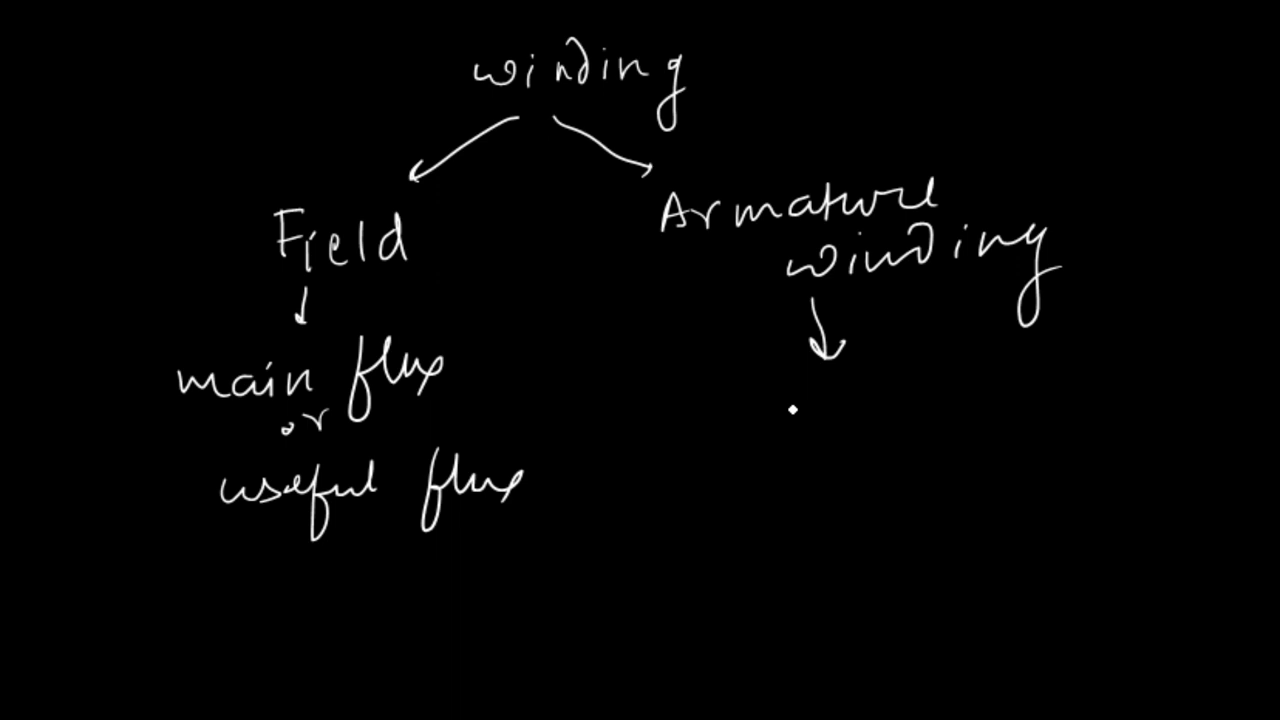 winding
Field
Armature
winding
main flux
or
useful flux